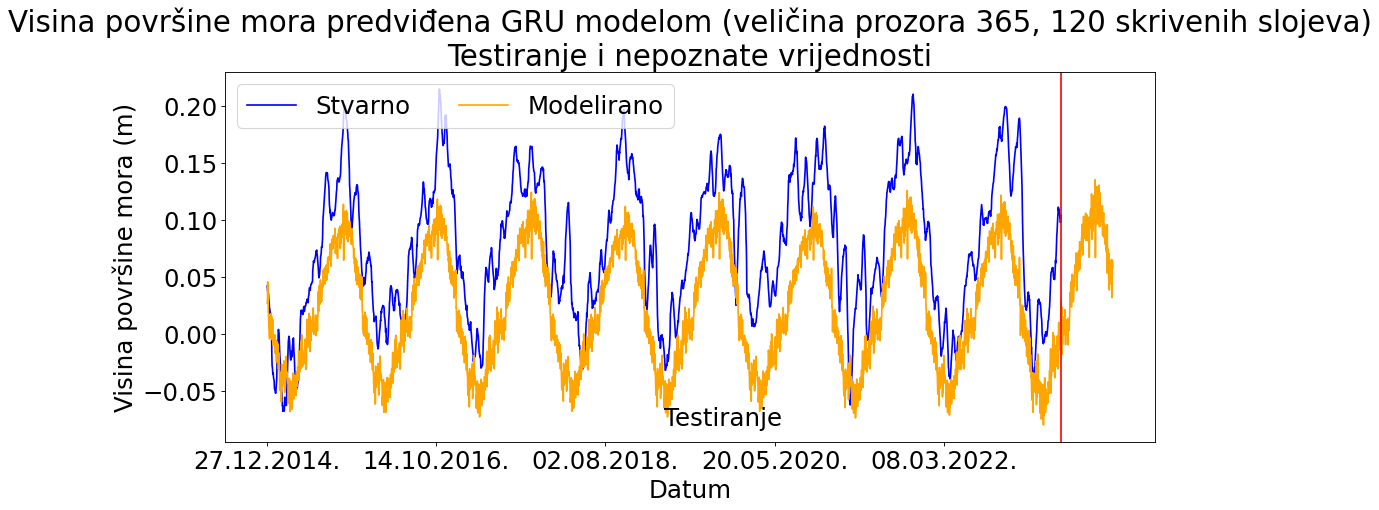 Visina površine mora predviđena GRU modelom (veličina prozora 365, 120 skrivenih slojeva)
Testiranje i nepoznate vrijednosti
Stvarno Modelirano
0.20
0.15
0.10
0.05
0.00
−0.05
Visina površine mora (m)
Testiranje
27.12.2014. 14.10.2016. 02.08.2018. 20.05.2020. 08.03.2022.
Datum